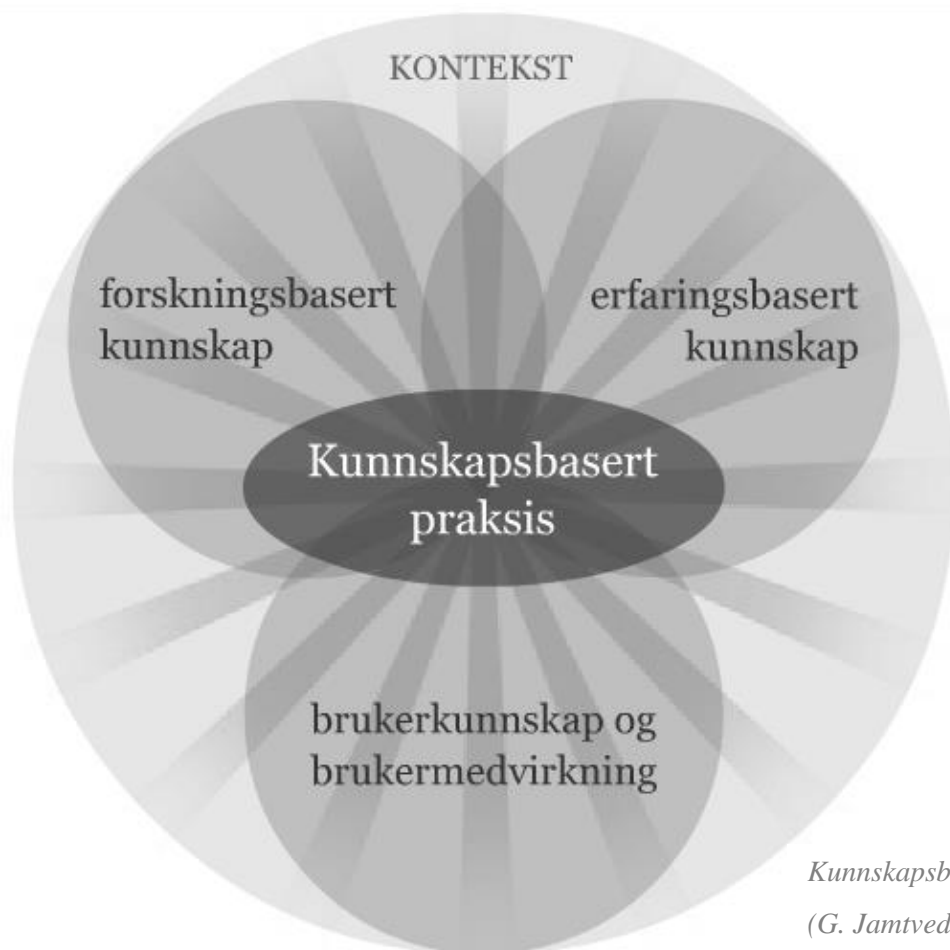 KONTEKST
forskningsbasert
kunnskap
erfaringsbasert
kunnskap
Kunnskapsbasert
praksis
brukerkunnskap og
brukermedvirkning
Kunnskapsb
(G. Jamtved